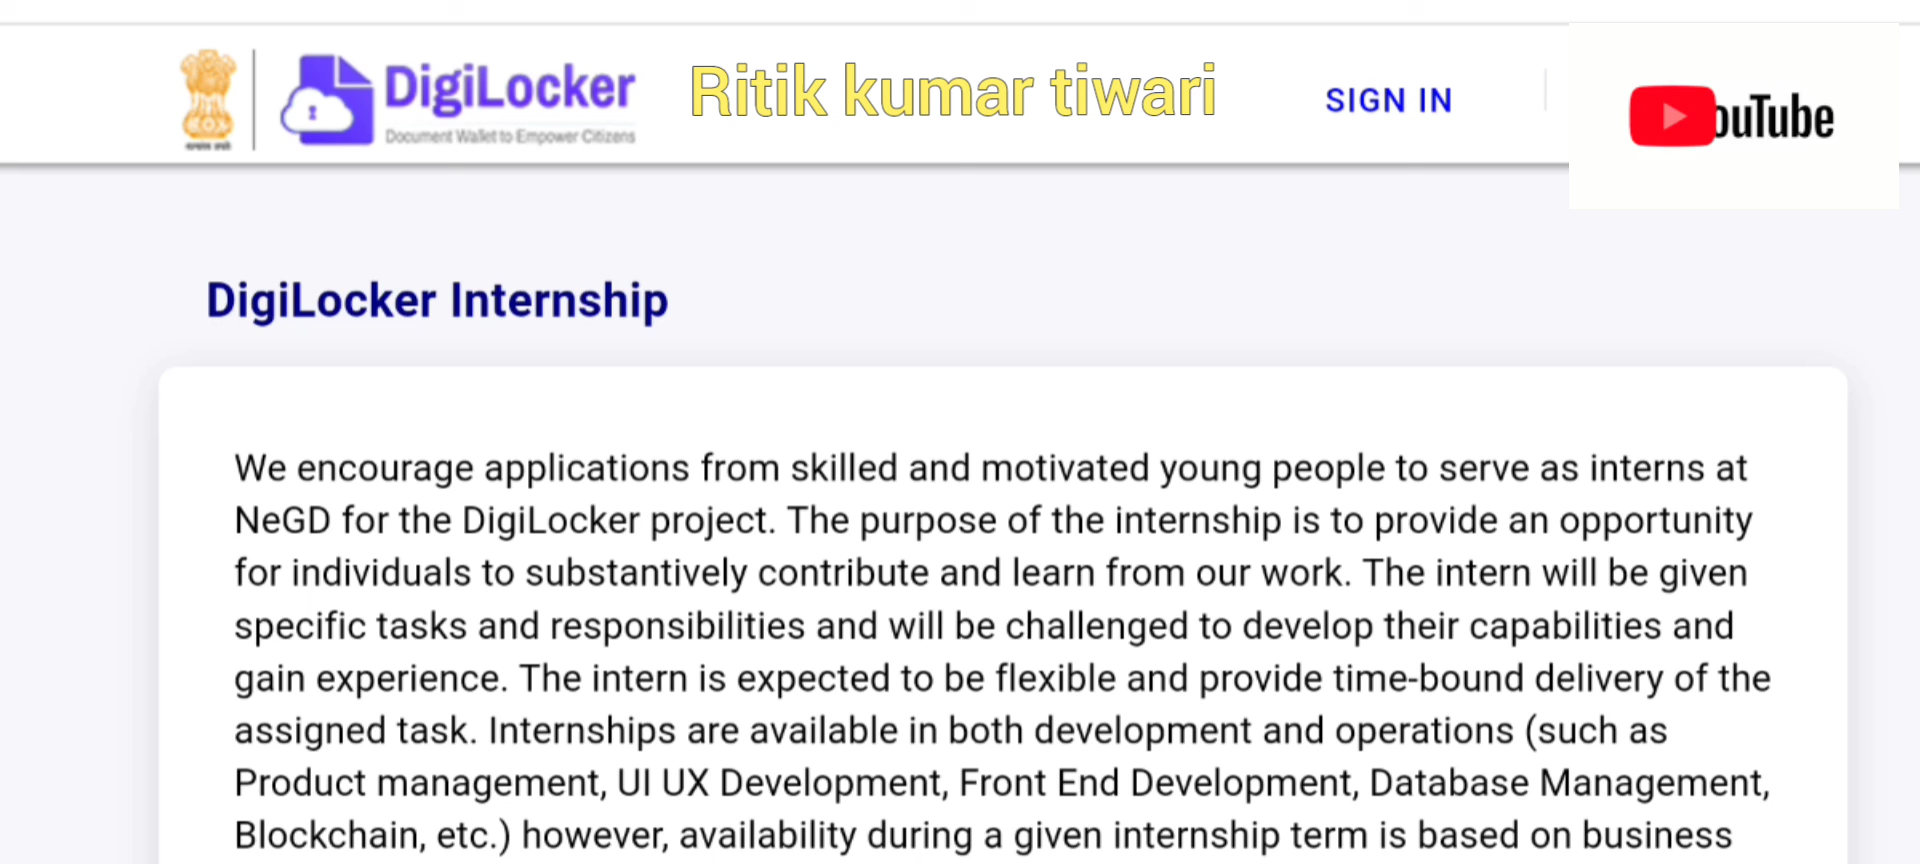 DigiLocker
Document Wallet to Empower Citizens
Ritik kumar tiwari
SIGN IN
ouTube
DigiLocker Internship
We encourage applications from skilled and motivated young people to serve as interns at
NeGD for the DigiLocker project. The purpose of the internship is to provide an opportunity
for individuals to substantively contribute and learn from our work. The intern will be given
specific tasks and responsibilities and will be challenged to develop their capabilities and
gain experience. The intern is expected to be flexible and provide time-bound delivery of the
assigned task. Internships are available in both development and operations (such as
Product management, UI UX Development, Front End Development, Database Management,
Blockchain, etc.) however, availability during a given internship term is based on business